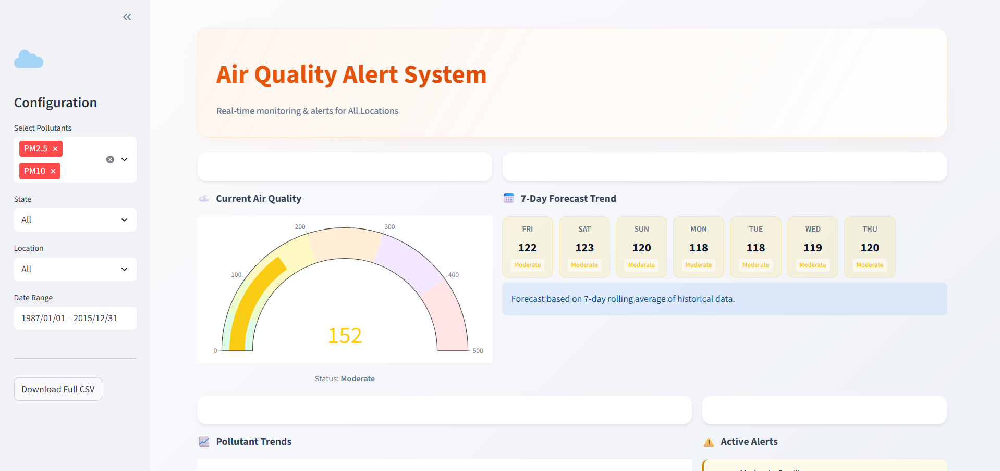 Configuration
Select Pollutants
PM2.5
PM10
State
All
Location
All
Date Range
1987/01/01 – 2015/12/31
Download Full CSV
Air Quality Alert System
Real-time monitoring & alerts for All Locations
Current Air Quality
0
100
200
300
400
500
152
Status: Moderate
7-Day Forecast Trend
FRI
122
Moderate
SAT
123
Moderate
SUN
120
Moderate
MON
118
Moderate
TUE
118
Moderate
WED
119
Moderate
THU
120
Moderate
Forecast based on 7-day rolling average of historical data.
Pollutant Trends
Active Alerts